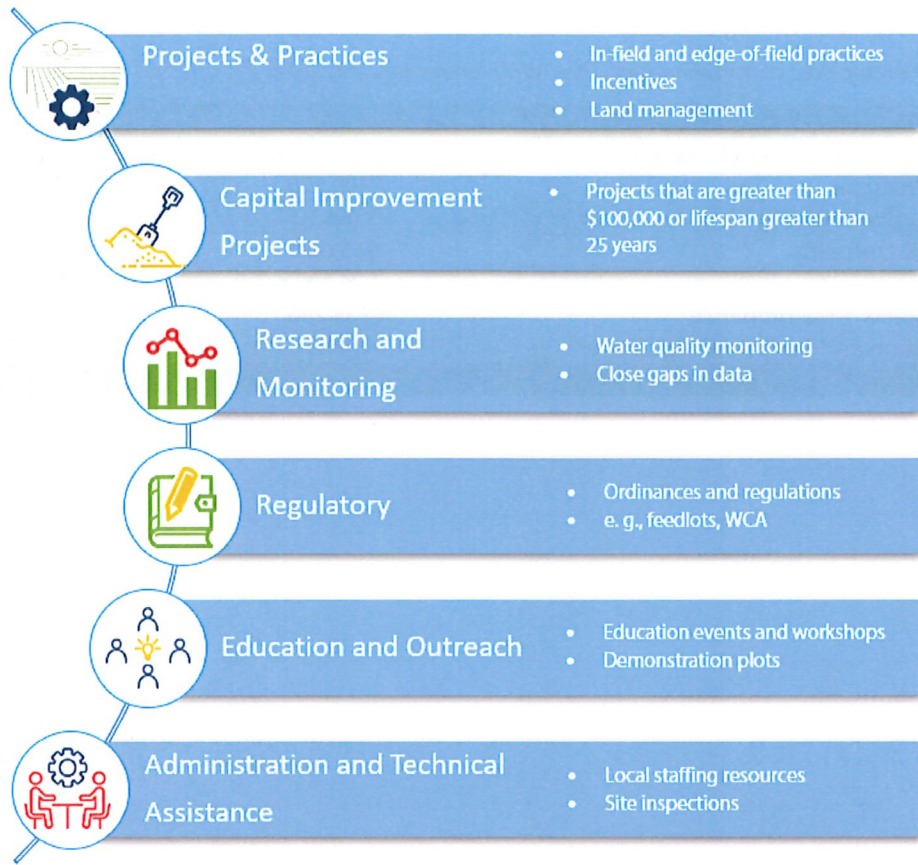 Projects & Practices
• In-field and edge-of-field practices
• Incentives
• Land management
Capital Improvement
Projects
• Projects that are greater than
$100,000 or lifespan greater than
25 years
Research and
Monitoring
• Water quality monitoring
• Close gaps in data
Regulatory
• Ordinances and regulations
• e. g., feedlots, WCA
Education and Outreach
• Education events and workshops
• Demonstration plots
Administration and Technical
Assistance
• Local staffing resources
• Site inspections